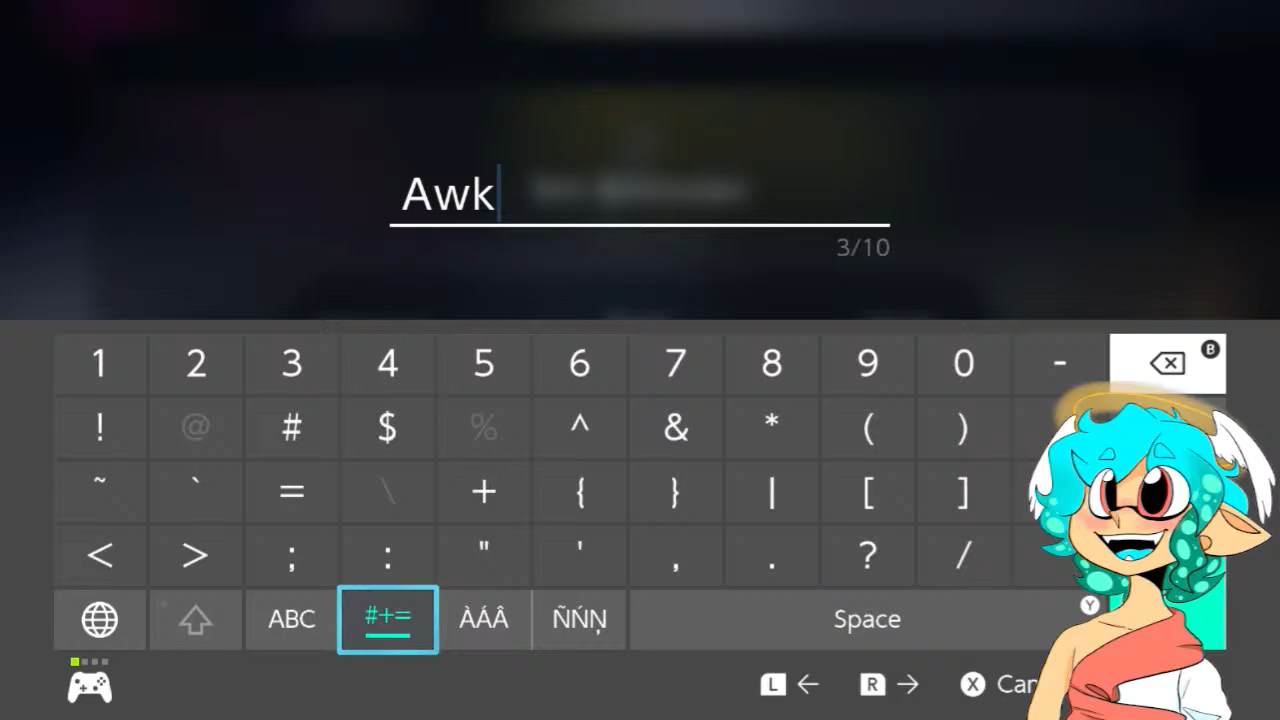 Awk
3/10
1 2 3 4 5 6 7 8 9 0 - B
! @ # $ % ^ & * ( )
~ ` = \ + { } | [ ]
< > ; : " ' , . ? /
ABC #+= ÀÁÂ ÑŃŅ Space Y
L ← R → X Can